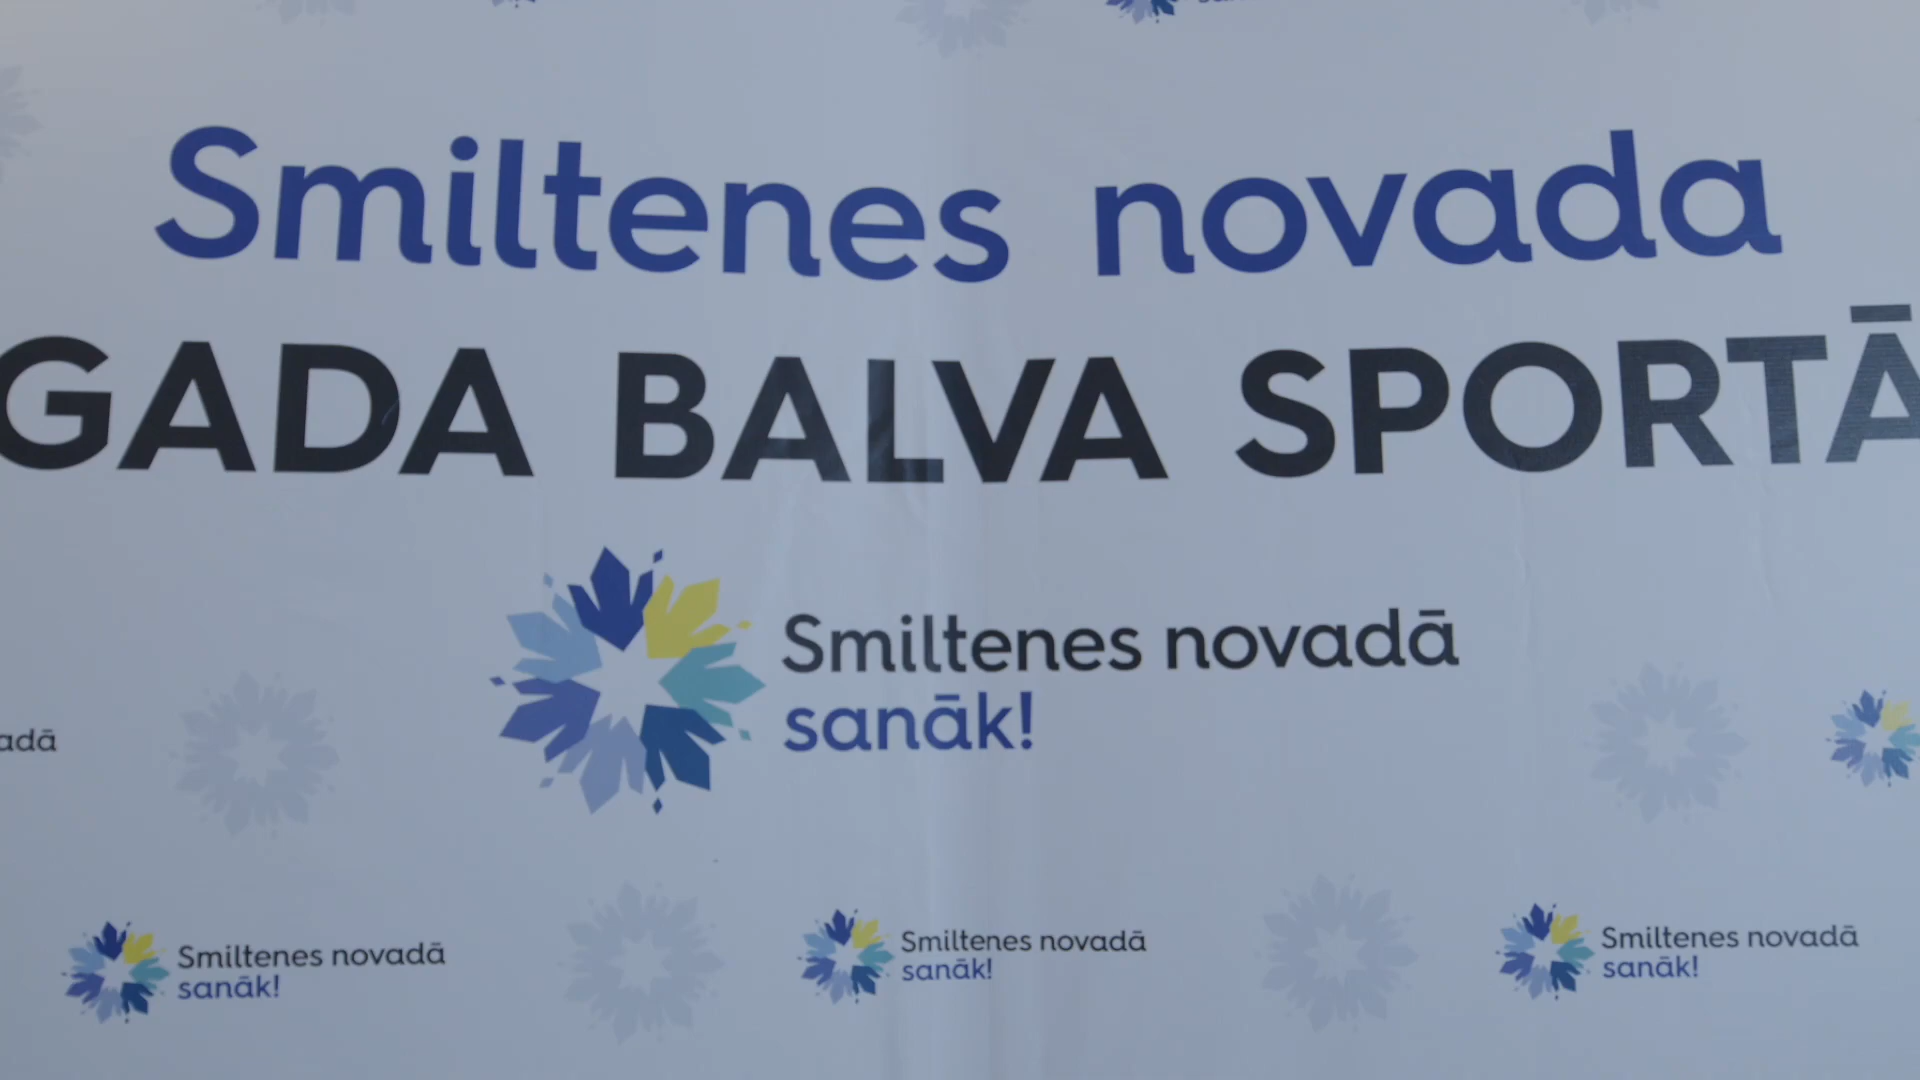 Smiltenes novada
GADA BALVA SPORTĀ
Smiltenes novadā
sanāk!
Smiltenes novadā
sanāk!
Smiltenes novadā
sanāk!
Smiltenes novadā
sanāk!